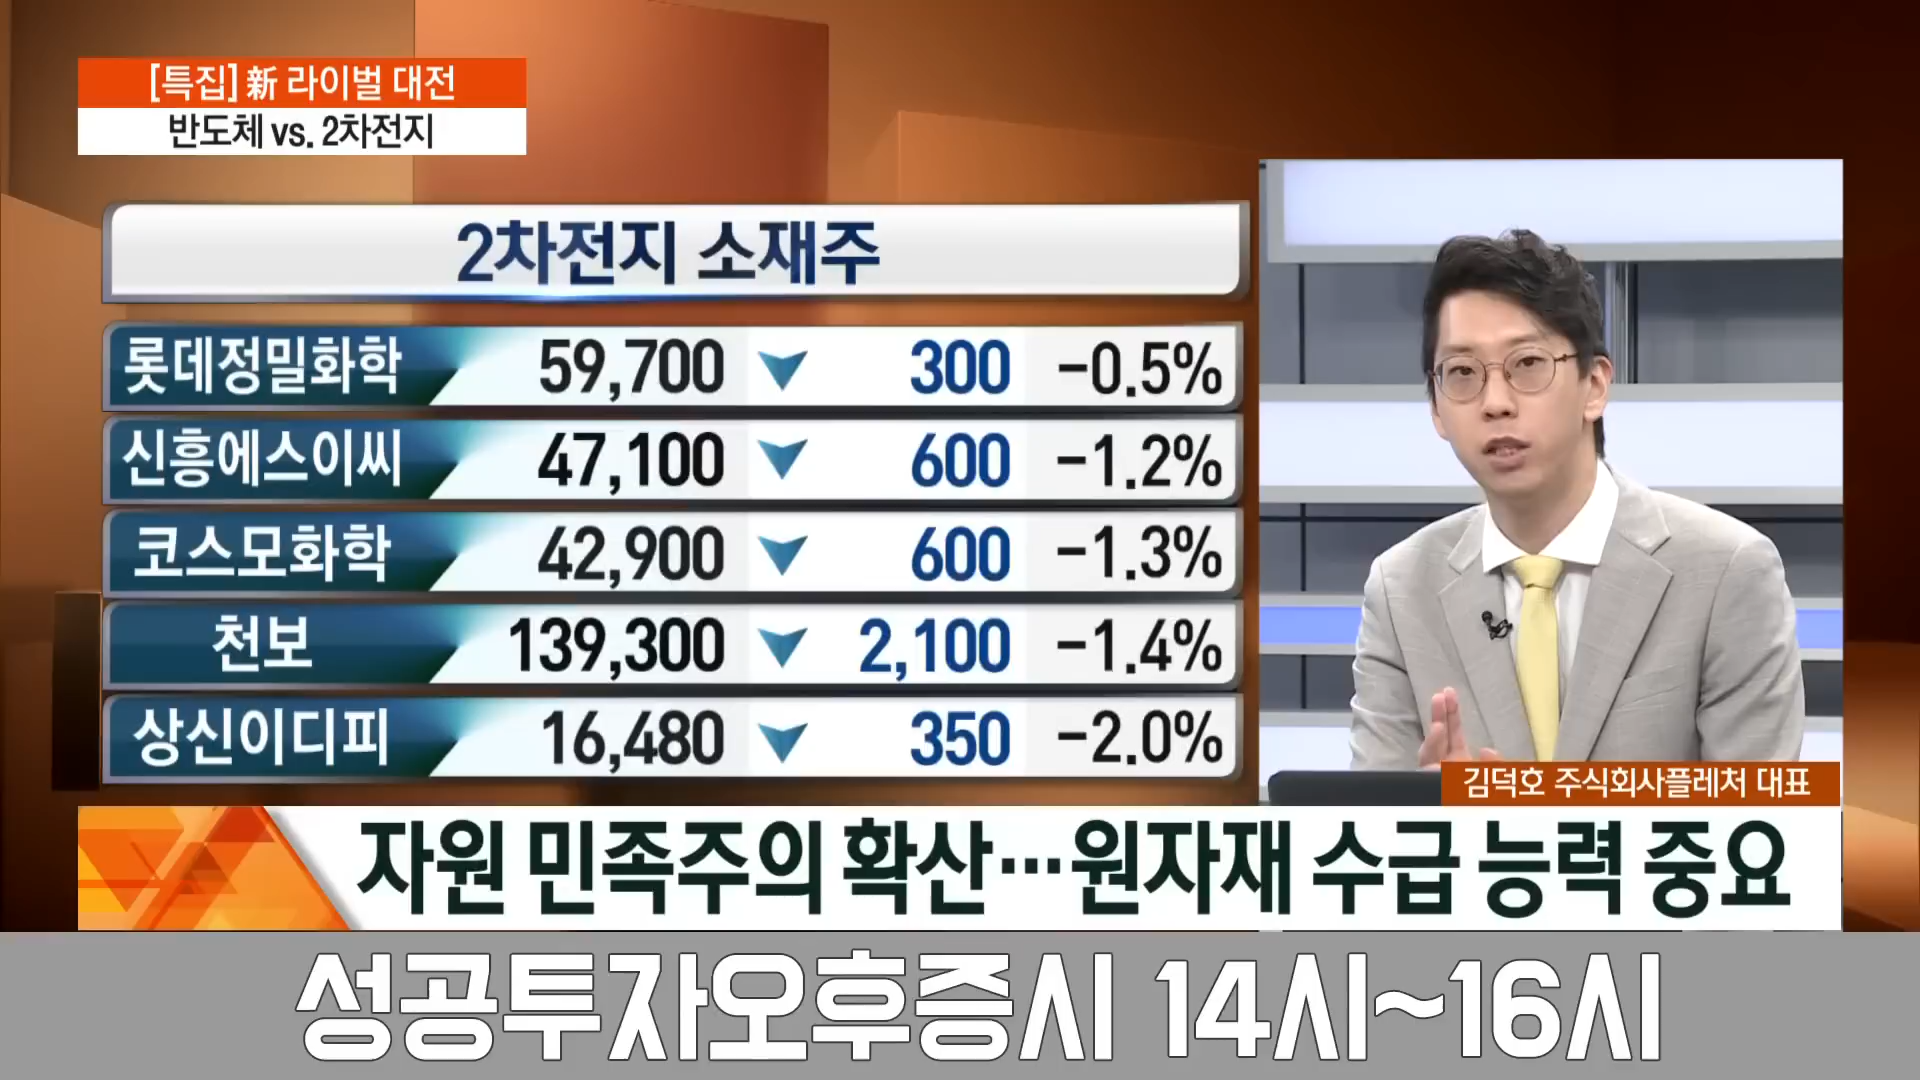 [특집] 新 라이벌 대전
반도체 vs. 2차전지
2차전지 소재주
롯데정밀화학 59,700 ▼ 300 -0.5%
신흥에스이씨 47,100 ▼ 600 -1.2%
코스모화학 42,900 ▼ 600 -1.3%
천보 139,300 ▼ 2,100 -1.4%
상신이디피 16,480 ▼ 350 -2.0%
김덕호 주식회사플레처 대표
자원 민족주의 확산…원자재 수급 능력 중요
성공투자오후증시 14시~16시